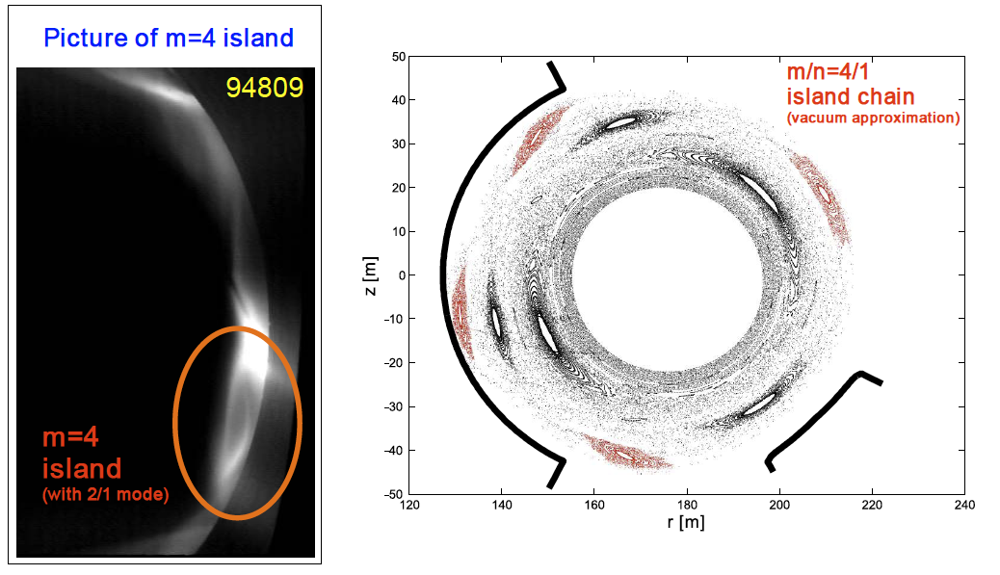 Picture of m=4 island
94809
m=4
island
(with 2/1 mode)
m/n=4/1
island chain
(vacuum approximation)
z [m]
50
40
30
20
10
0
−10
−20
−30
−40
−50
120
140
160
180
200
220
240
r [m]